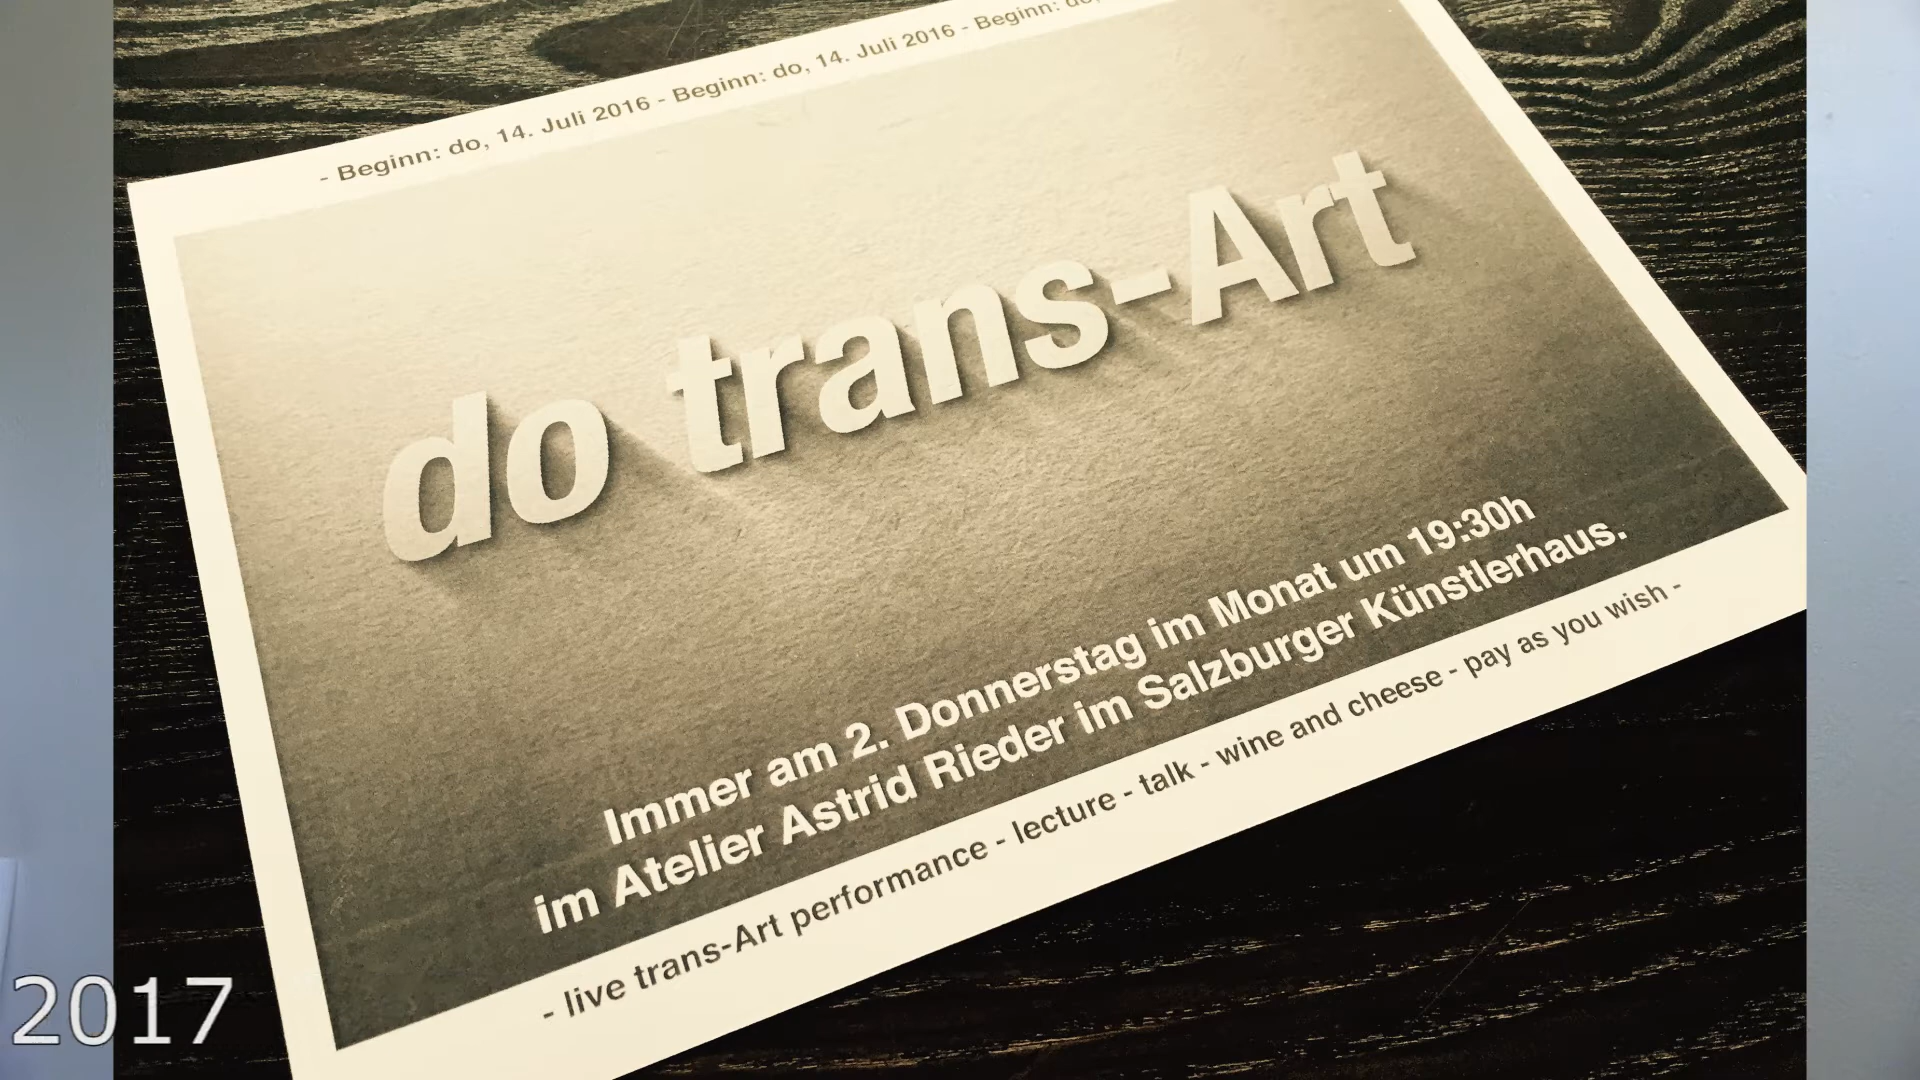 - Beginn: do, 14. Juli 2016 - Beginn: do, 14. Juli 2016 - Beginn: do,
do trans-Art
Immer am 2. Donnerstag im Monat um 19:30h
im Atelier Astrid Rieder im Salzburger Künstlerhaus.
- live trans-Art performance - lecture - talk - wine and cheese - pay as you wish -
2017